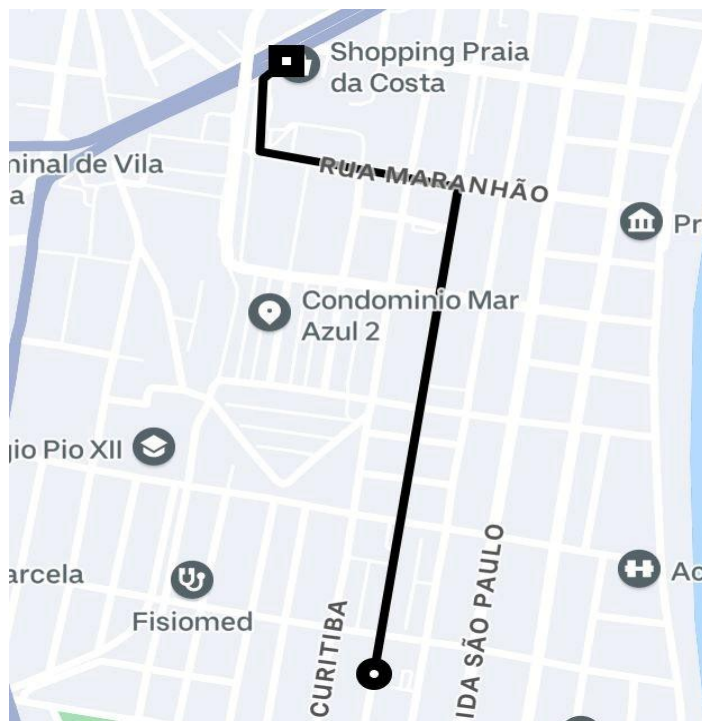 Shopping Praia
da Costa
ninal de Vila
a
RUA MARANHÃO
Pr
Condominio Mar
Azul 2
gio Pio XII
arcela
Ac
Fisiomed
CURITIBA
IDA SÃO PAULO